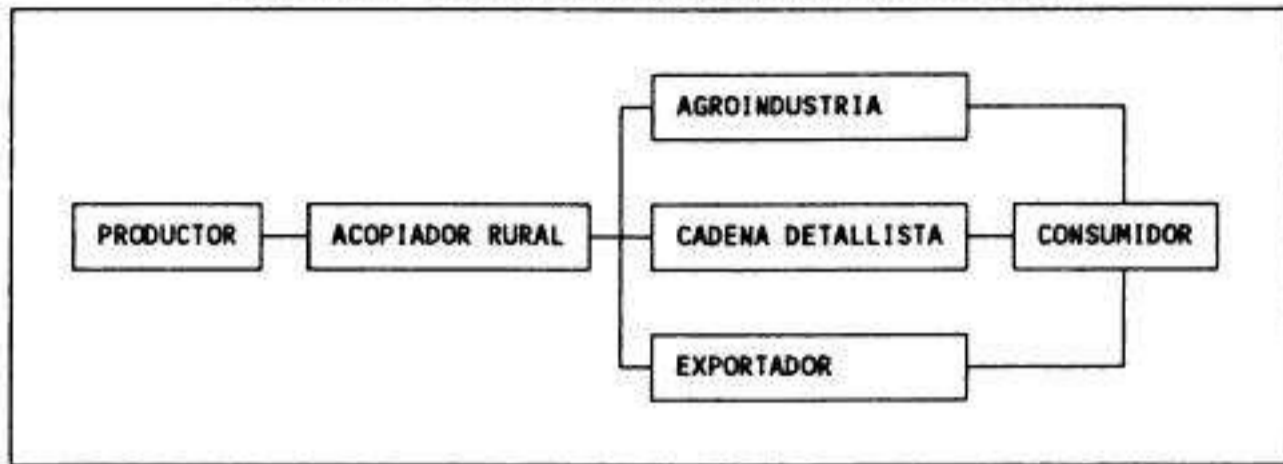 AGROINDUSTRIA
PRODUCTOR
ACOPIADOR RURAL
CADENA DETALLISTA
CONSUMIDOR
EXPORTADOR